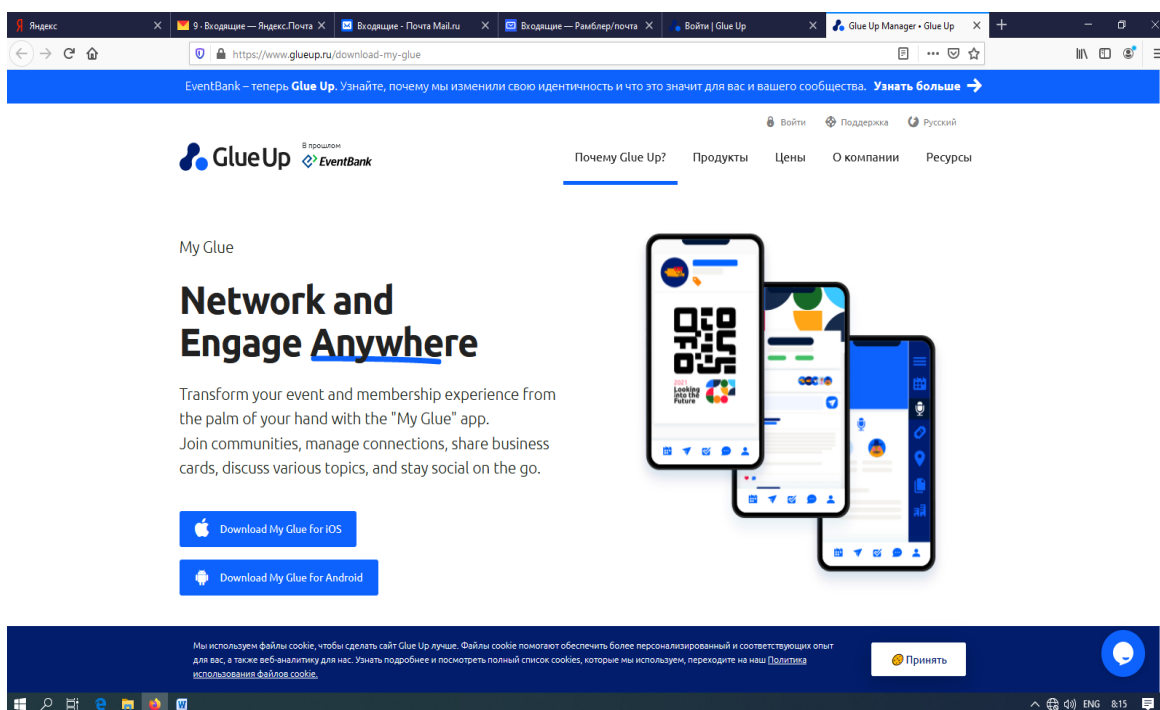 Яндекс
9 · Входящие — Яндекс.Почта
Входящие - Почта Mail.ru
Входящие — Рамблер/почта
Войти | Glue Up
Glue Up Manager • Glue Up
https://www.glueup.ru/download-my-glue
EventBank – теперь Glue Up. Узнайте, почему мы изменили свою идентичность и что это значит для вас и вашего сообщества. Узнать больше
Войти
Поддержка
Русский
Glue Up
В прошлом
EventBank
Почему Glue Up?
Продукты
Цены
О компании
Ресурсы
My Glue
Network and
Engage Anywhere
Transform your event and membership experience from
the palm of your hand with the "My Glue" app.
Join communities, manage connections, share business
cards, discuss various topics, and stay social on the go.
2021
Looking
into the
Future
Download My Glue for iOS
Download My Glue for Android
Мы используем файлы cookie, чтобы сделать сайт Glue Up лучше. Файлы cookie помогают обеспечить более персонализированный и соответствующих опыт
для вас, а также веб-аналитику для нас. Узнать подробнее и посмотреть полный список cookies, которые мы используем, переходите на наш Политика
использования файлов cookie.
Принять
ENG
8:15